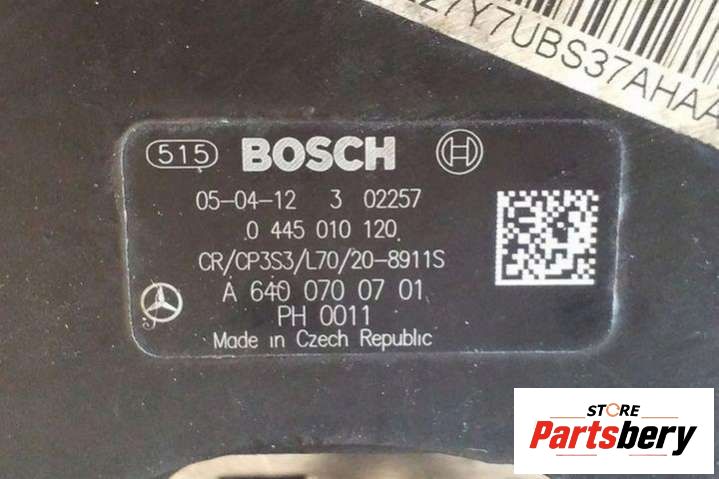 27Y7UBS37AHAA
515 BOSCH
05-04-12 3 02257
0 445 010 120
CR/CP3S3/L70/20-8911S
A 640 070 07 01
PH 0011
Made in Czech Republic
STORE
Partsbery